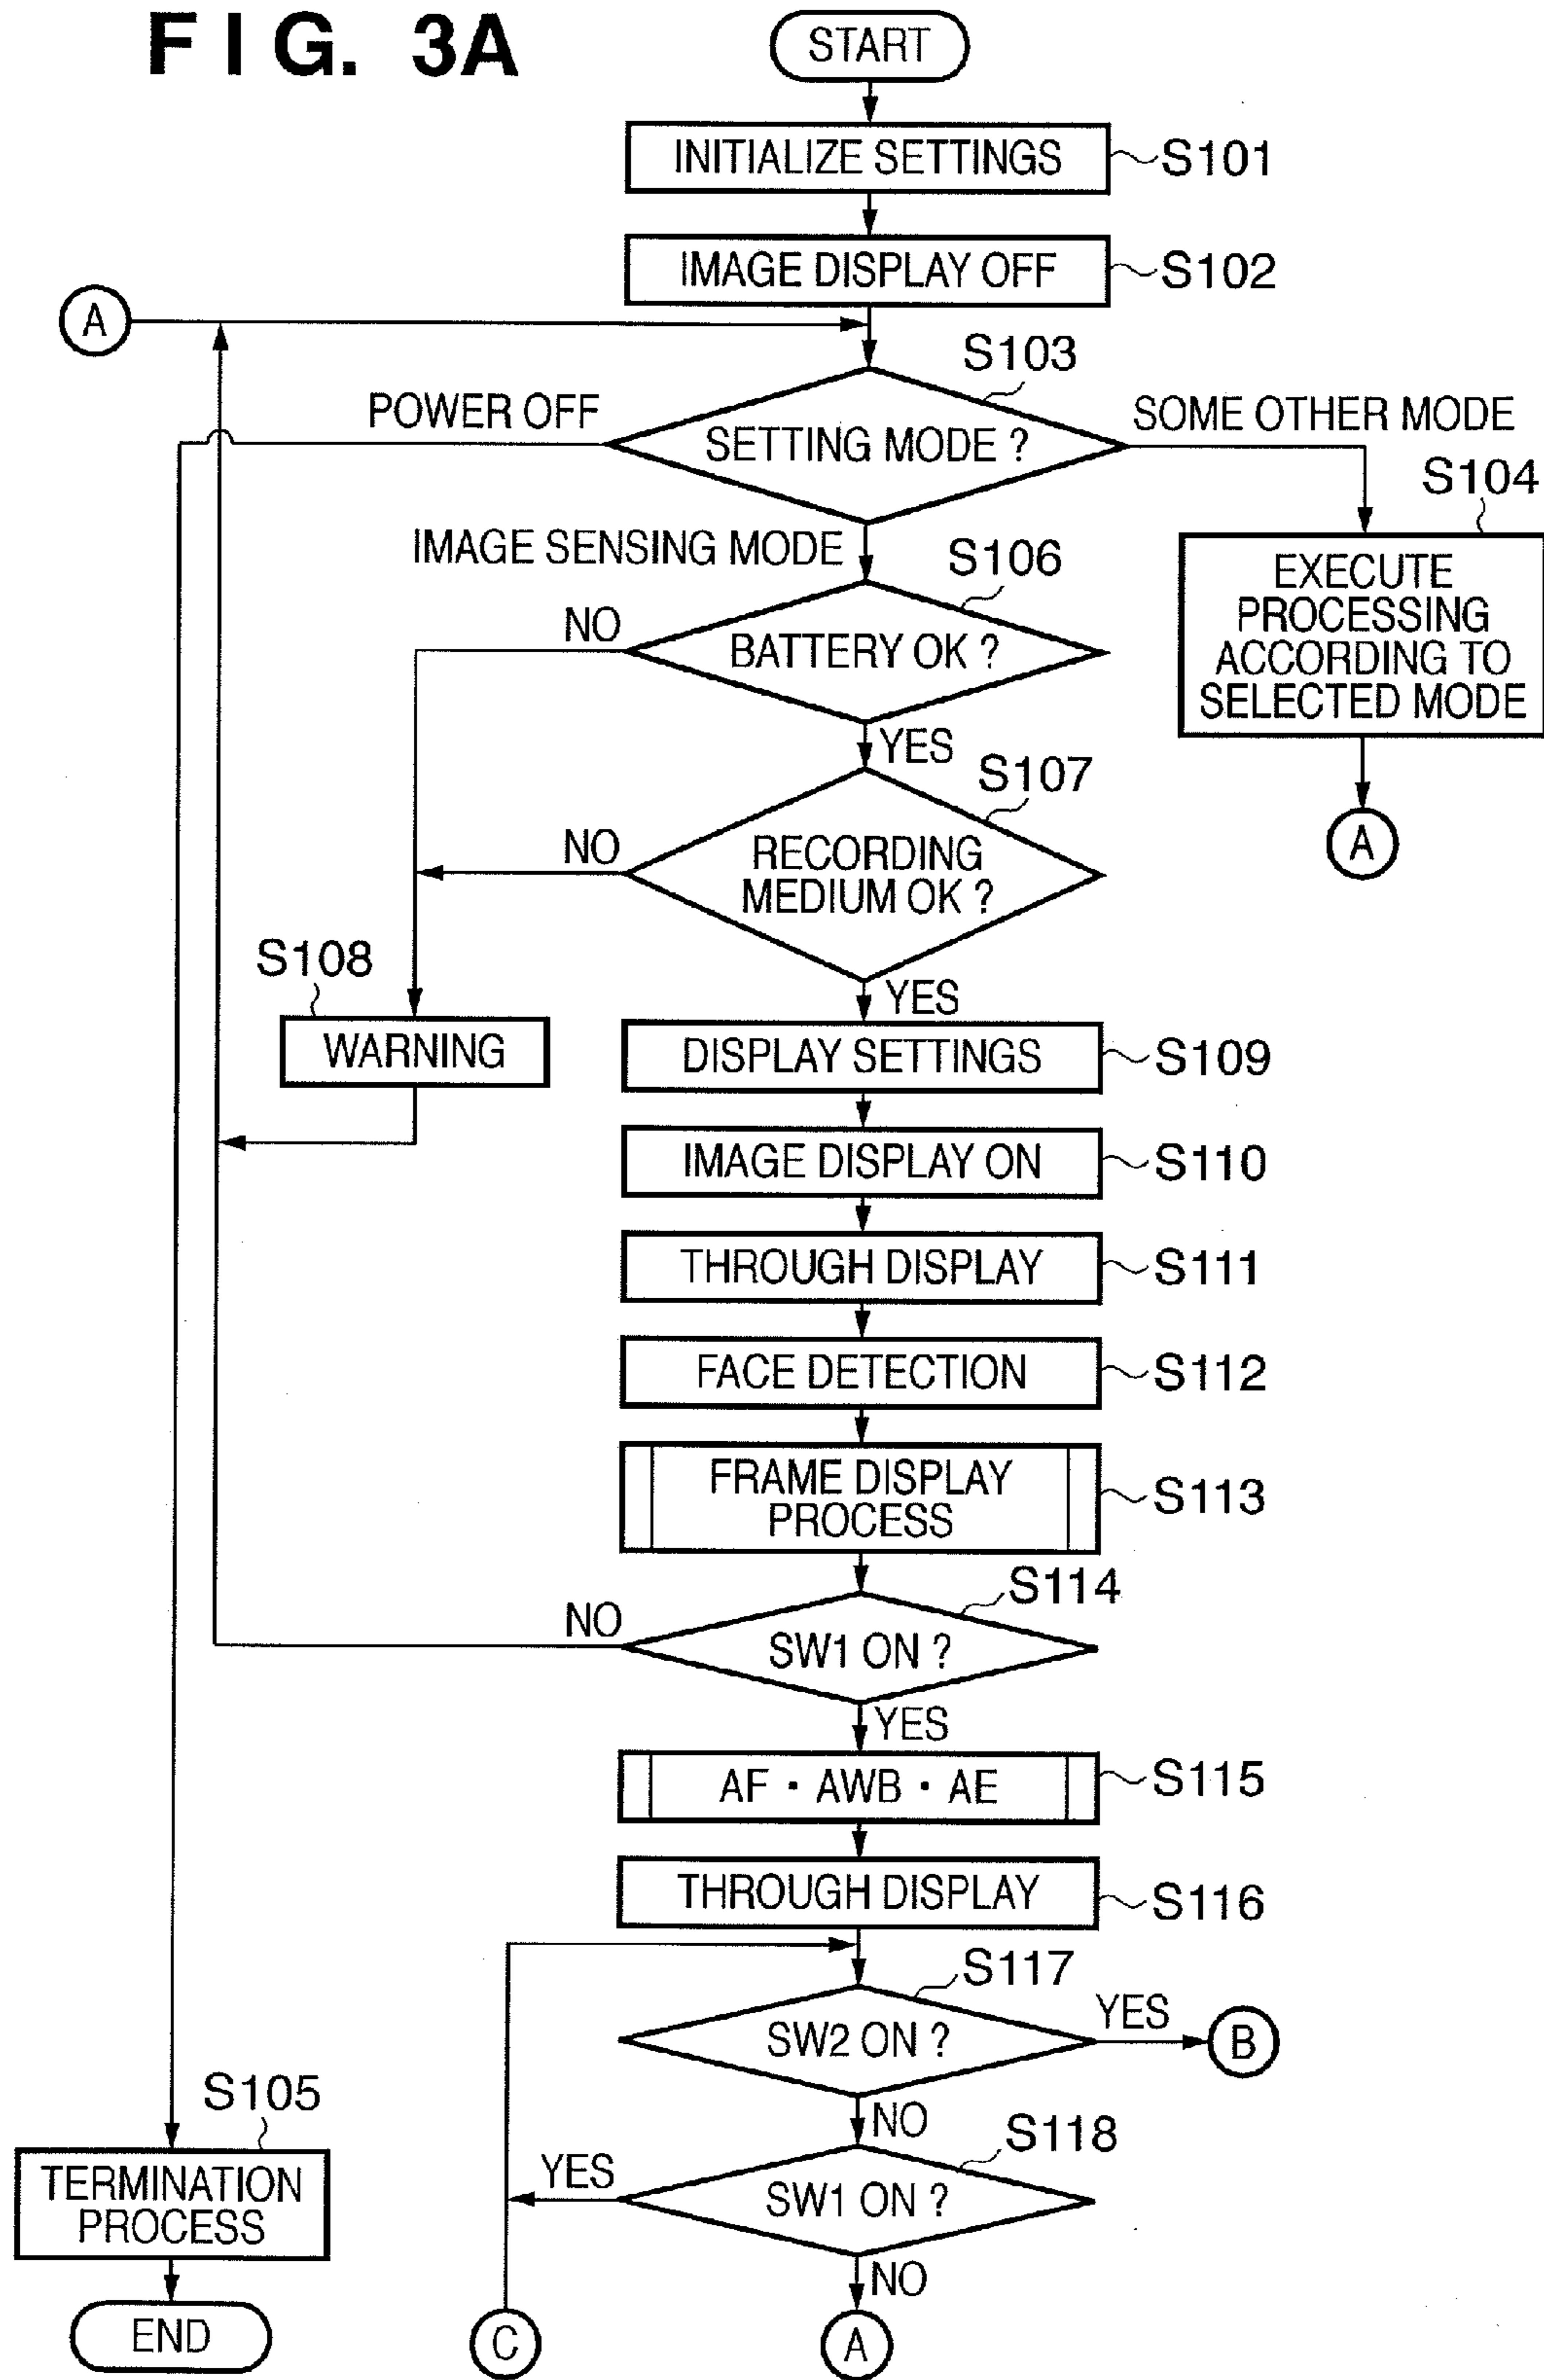 FIG. 3A
START
INITIALIZE SETTINGS
S101
IMAGE DISPLAY OFF
S102
A
S103
POWER OFF
SETTING MODE ?
SOME OTHER MODE
S104
EXECUTE
PROCESSING
ACCORDING TO
SELECTED MODE
A
IMAGE SENSING MODE
S106
NO
BATTERY OK ?
YES
S107
NO
RECORDING
MEDIUM OK ?
YES
S108
WARNING
DISPLAY SETTINGS
S109
IMAGE DISPLAY ON
S110
THROUGH DISPLAY
S111
FACE DETECTION
S112
FRAME DISPLAY
PROCESS
S113
S114
NO
SW1 ON ?
YES
AF · AWB · AE
S115
THROUGH DISPLAY
S116
S117
SW2 ON ?
YES
B
NO
S118
YES
SW1 ON ?
NO
S105
TERMINATION
PROCESS
END
C
A